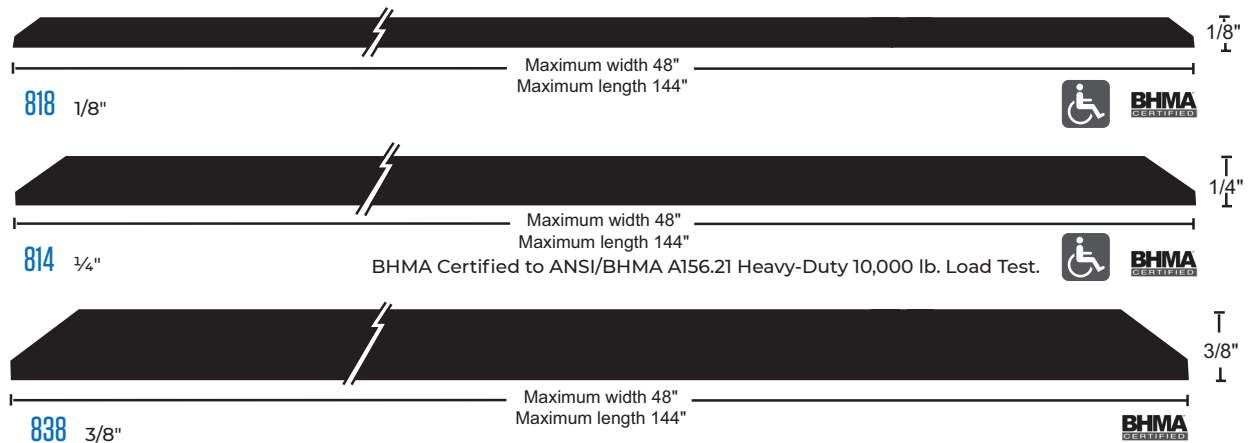 1/8"
Maximum width 48"
Maximum length 144"
818 1/8"
BHMA
CERTIFIED
1/4"
Maximum width 48"
Maximum length 144"
814 ¼"
BHMA Certified to ANSI/BHMA A156.21 Heavy-Duty 10,000 lb. Load Test.
BHMA
CERTIFIED
3/8"
Maximum width 48"
Maximum length 144"
838 3/8"
BHMA
CERTIFIED